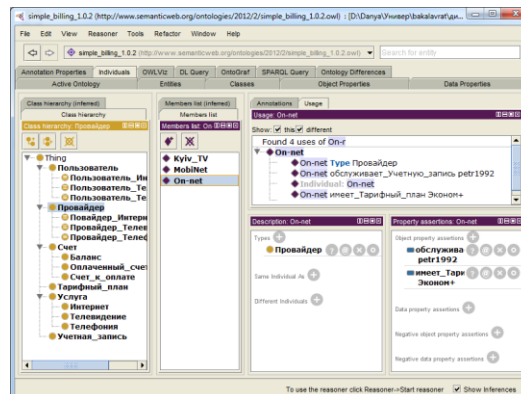 simple_billing_1.0.2 (http://www.semanticweb.org/ontologies/2012/2/simple_billing_1.0.2.owl) : [D:\Danya\Универ\bakalavrat\ди...
File Edit View Reasoner Tools Refactor Window Help
simple_billing_1.0.2 (http://www.semanticweb.org/ontologies/2012/2/simple_billing_1.0.2.owl) Search for entity
Annotation Properties Individuals OWLViz DL Query OntoGraf SPARQL Query Ontology Differences
Active Ontology Entities Classes Object Properties Data Properties
Class hierarchy (inferred)
Class hierarchy
Class hierarchy: Провайдер
Thing
Пользователь
Пользователь_Ин
Пользователь_Те
Пользователь_Те
Провайдер
Повайдер_Интерн
Провайдер_Телев
Провайдер_Телеф
Счет
Баланс
Оплаченный_сче
Счет_к_оплате
Тарифный_план
Услуга
Интернет
Телевидение
Телефония
Учетная_запись
Members list (inferred)
Members list
Members list: On
Kyiv_TV
MobiNet
On-net
Annotations Usage
Usage: On-net
Show: this different
Found 4 uses of On-r
On-net
On-net Type Провайдер
On-net обслуживает_Учетную_запись petr1992
Individual: On-net
On-net имеет_Тарифный_план Эконом+
Description: On-net
Types
Провайдер
Same Individual As
Different Individuals
Property assertions: On-net
Object property assertions
обслужива
petr1992
имеет_Тари
Эконом+
Data property assertions
Negative object property assertions
Negative data property assertions
To use the reasoner click Reasoner->Start reasoner Show Inferences